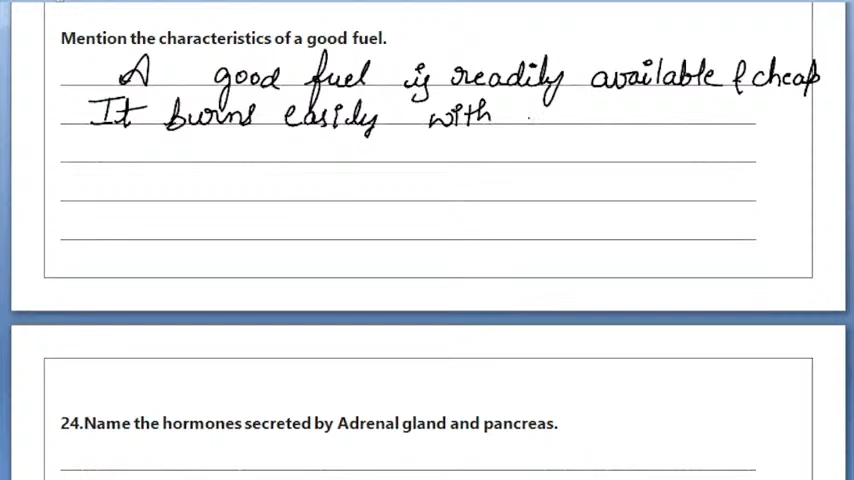 Mention the characteristics of a good fuel.
A good fuel is readily available & cheap
It burns easily with
24.Name the hormones secreted by Adrenal gland and pancreas.